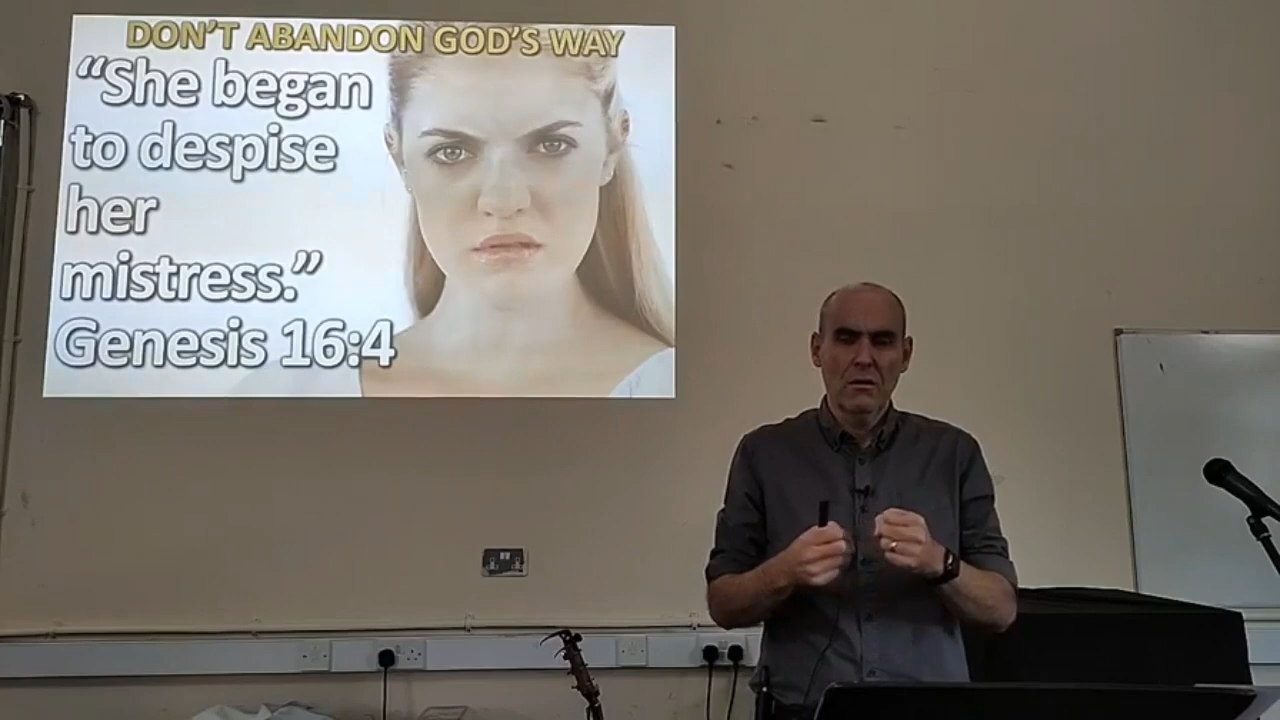 DON'T ABANDON GOD'S WAY
“She began
to despise
her
mistress.”
Genesis 16:4